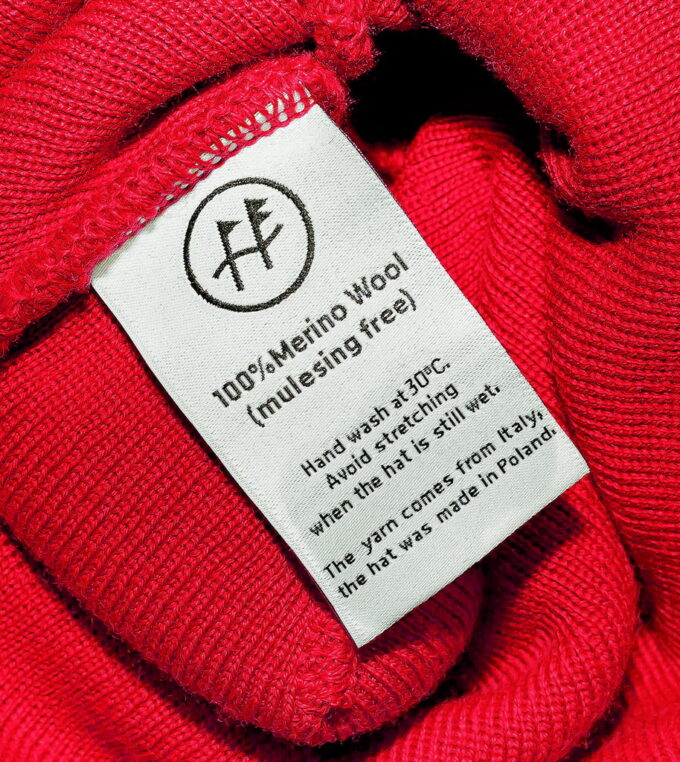 100%Merino Wool
(mulesing free)
Hand wash at 30ºC.
Avoid stretching
when the hat is still wet.
The yarn comes from Italy,
the hat was made in Poland.